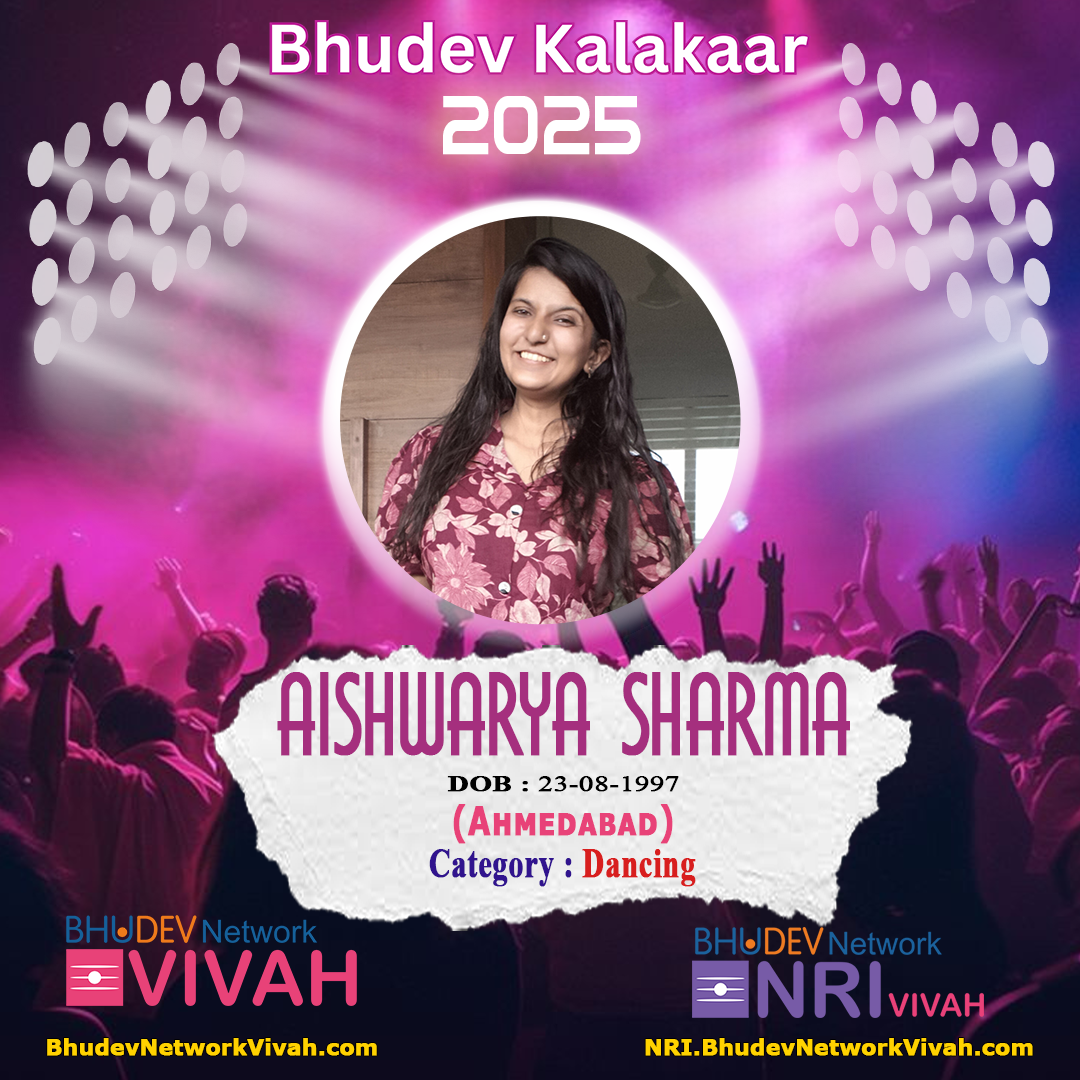 Bhudev Kalakaar
2025
AISHWARYA SHARMA
DOB : 23-08-1997
(AHMEDABAD)
Category : Dancing
BHUDEV Network
VIVAH
BhudevNetworkVivah.com
BHUDEV Network
NRI VIVAH
NRI.BhudevNetworkVivah.com